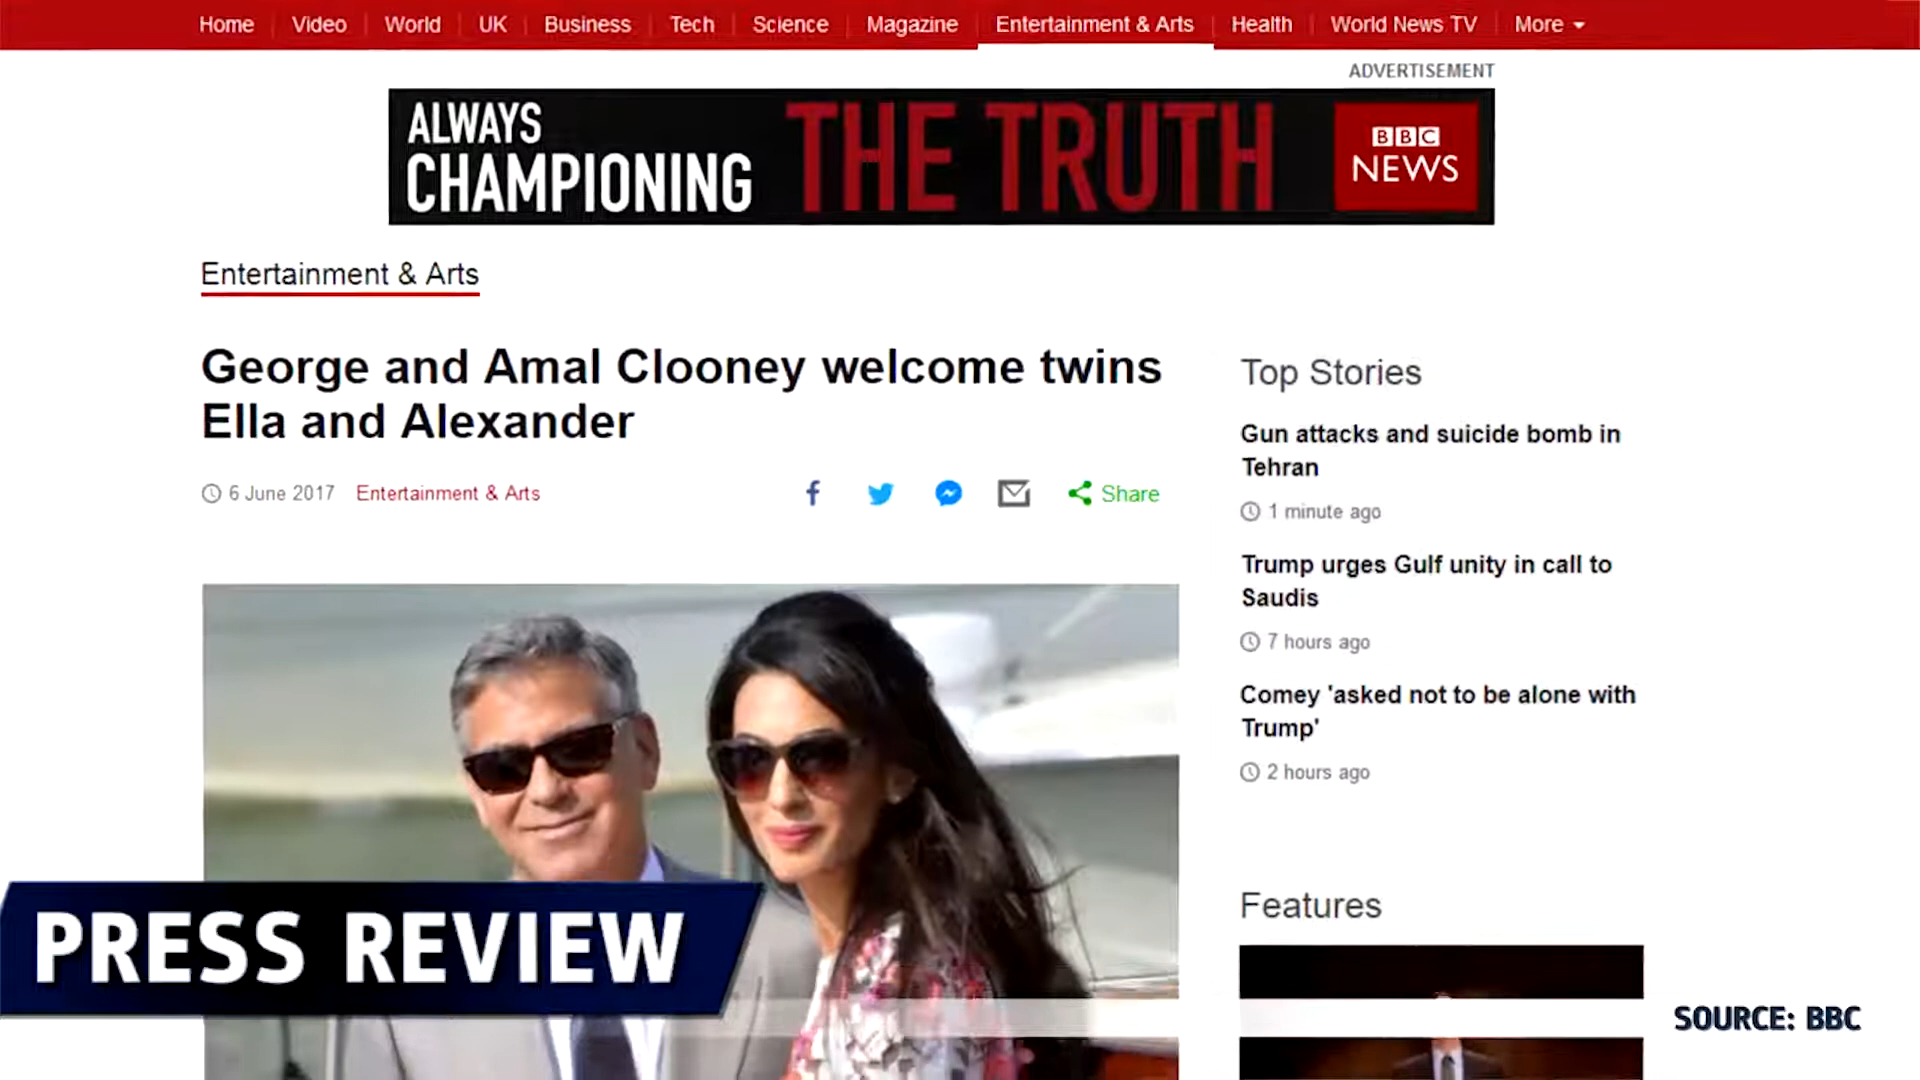 Home Video World UK Business Tech Science Magazine Entertainment & Arts Health World News TV More
ADVERTISEMENT
ALWAYS
CHAMPIONING
THE TRUTH
BBC
NEWS
Entertainment & Arts
George and Amal Clooney welcome twins
Ella and Alexander
6 June 2017 Entertainment & Arts
Share
Top Stories
Gun attacks and suicide bomb in
Tehran
1 minute ago
Trump urges Gulf unity in call to
Saudis
7 hours ago
Comey 'asked not to be alone with
Trump'
2 hours ago
Features
PRESS REVIEW
SOURCE: BBC